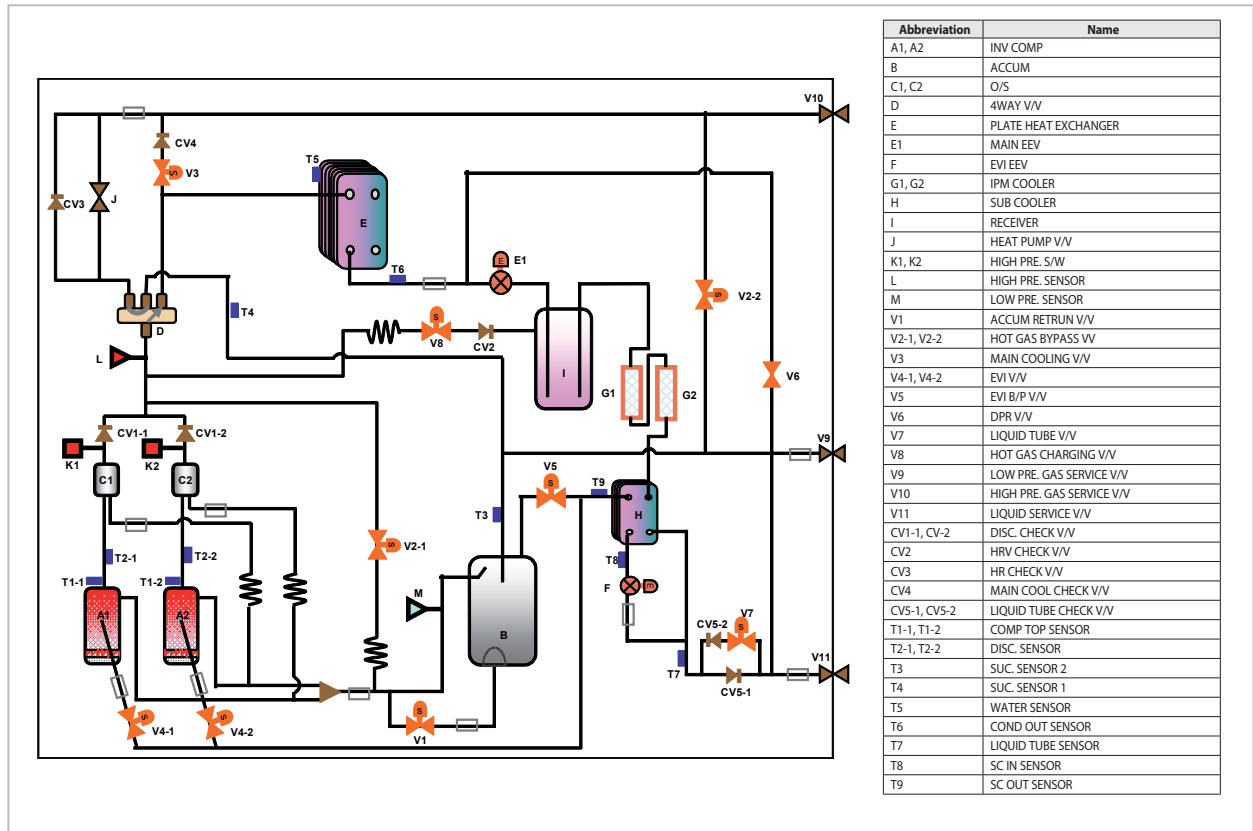 V10
CV4
V3
T5
CV3
J
E
T6
E1
E
V2-2
S
T4
D
S
V8
CV2
L
I
G1
G2
V6
CV1-1
CV1-2
K1
K2
V9
C1
C2
V5
S
T9
H
T3
T2-1
T2-2
S
V2-1
T8
T1-1
T1-2
M
F
E
A1
A2
B
CV5-2
V7
S
T7
V11
CV5-1
S
V4-1
S
V4-2
S
V1
S
Abbreviation Name
A1, A2 INV COMP
B ACCUM
C1, C2 O/S
D 4WAY V/V
E PLATE HEAT EXCHANGER
E1 MAIN EEV
F EVI EEV
G1, G2 IPM COOLER
H SUB COOLER
I RECEIVER
J HEAT PUMP V/V
K1, K2 HIGH PRE. S/W
L HIGH PRE. SENSOR
M LOW PRE. SENSOR
V1 ACCUM RETRUN V/V
V2-1, V2-2 HOT GAS BYPASS VV
V3 MAIN COOLING V/V
V4-1, V4-2 EVI V/V
V5 EVI B/P V/V
V6 DPR V/V
V7 LIQUID TUBE V/V
V8 HOT GAS CHARGING V/V
V9 LOW PRE. GAS SERVICE V/V
V10 HIGH PRE. GAS SERVICE V/V
V11 LIQUID SERVICE V/V
CV1-1, CV-2 DISC. CHECK V/V
CV2 HRV CHECK V/V
CV3 HR CHECK V/V
CV4 MAIN COOL CHECK V/V
CV5-1, CV5-2 LIQUID TUBE CHECK V/V
T1-1, T1-2 COMP TOP SENSOR
T2-1, T2-2 DISC. SENSOR
T3 SUC. SENSOR 2
T4 SUC. SENSOR 1
T5 WATER SENSOR
T6 COND OUT SENSOR
T7 LIQUID TUBE SENSOR
T8 SC IN SENSOR
T9 SC OUT SENSOR